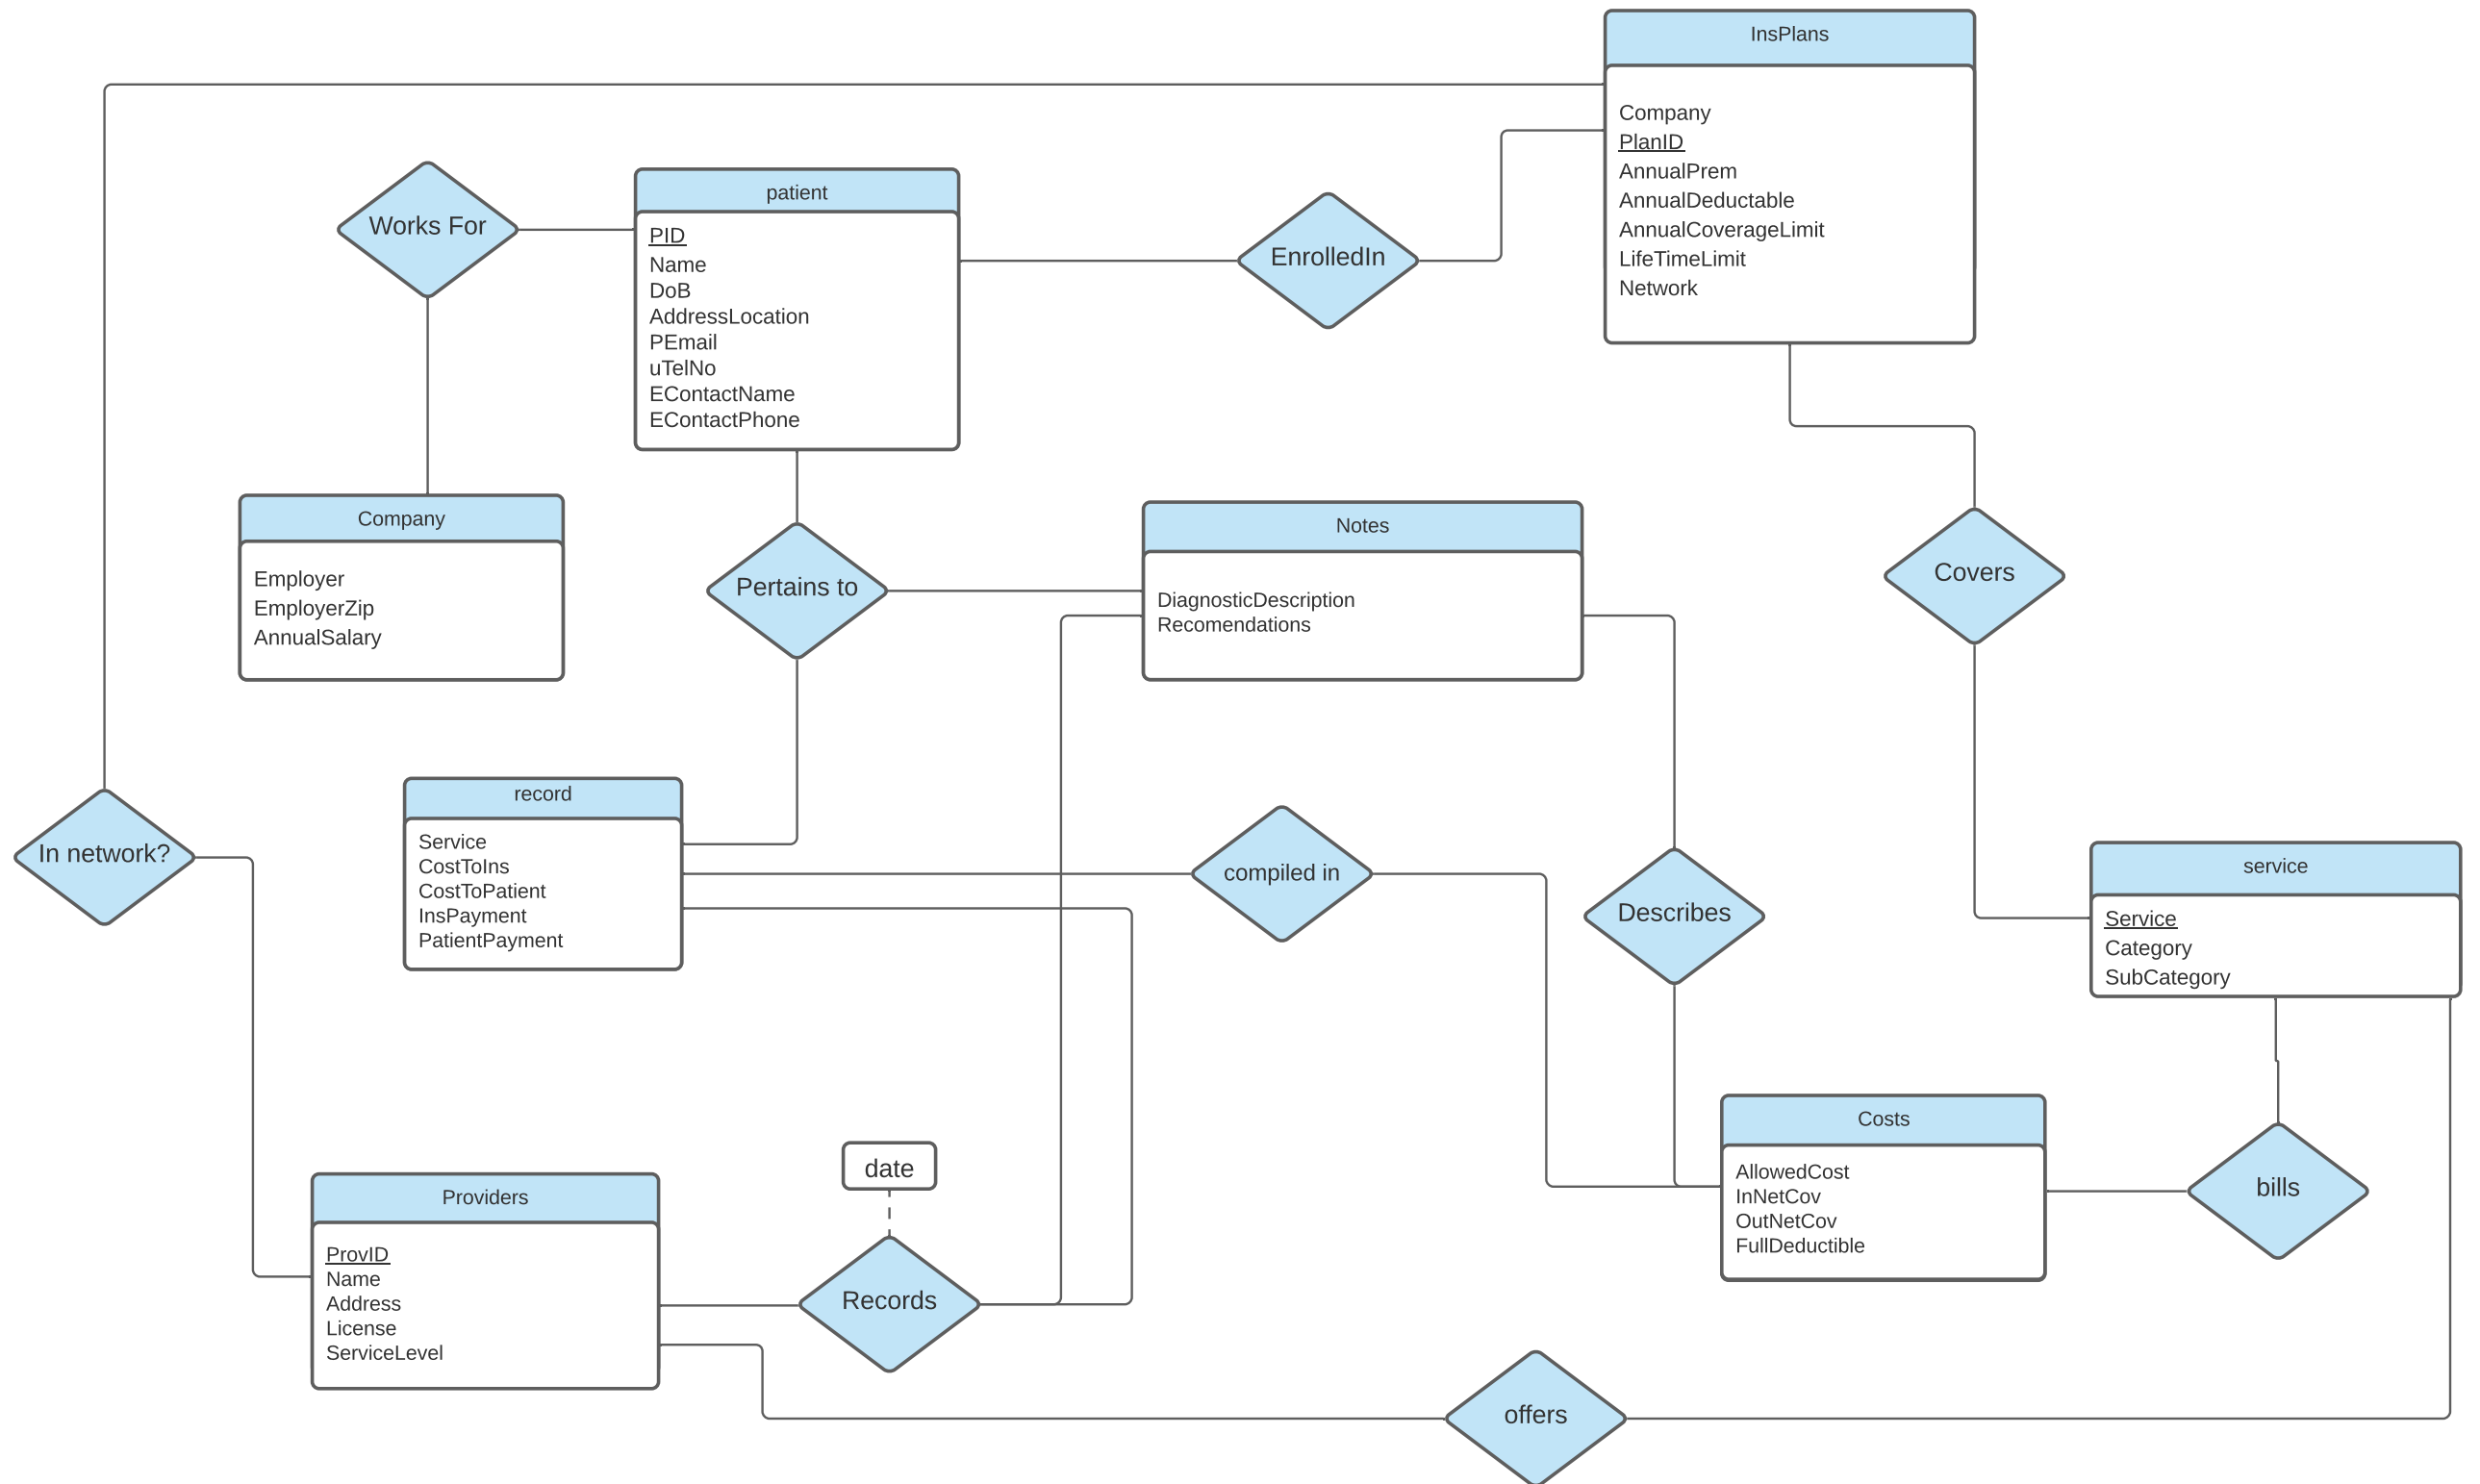 InsPlans
Company
PlanID
AnnualPrem
AnnualDeductable
AnnualCoverageLimit
LifeTimeLimit
Network
Works For
patient
PID
Name
DoB
AddressLocation
PEmail
uTelNo
EContactName
EContactPhone
EnrolledIn
Company
Employer
EmployerZip
AnnualSalary
Pertains to
Notes
DiagnosticDescription
Recomendations
Covers
In network?
record
Service
CostToIns
CostToPatient
InsPayment
PatientPayment
compiled in
Describes
service
Service
Category
SubCategory
Providers
ProvID
Name
Address
License
ServiceLevel
date
Records
Costs
AllowedCost
InNetCov
OutNetCov
FullDeductible
bills
offers